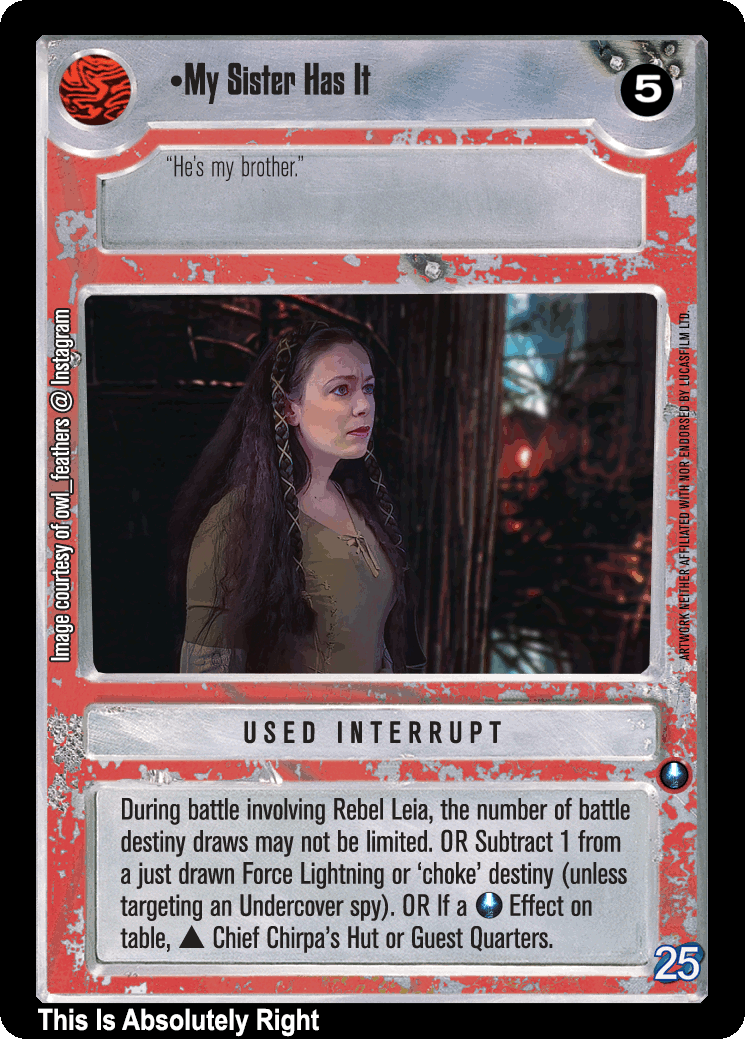 •My Sister Has It
5
“He’s my brother.”
Image courtesy of owl_feathers @ Instagram
ARTWORK NEITHER AFFILIATED WITH NOR ENDORSED BY LUCASFILM LTD.
USED INTERRUPT
During battle involving Rebel Leia, the number of battle
destiny draws may not be limited. OR Subtract 1 from
a just drawn Force Lightning or ‘choke’ destiny (unless
targeting an Undercover spy). OR If a Effect on
table, ▲ Chief Chirpa’s Hut or Guest Quarters.
25
This Is Absolutely Right